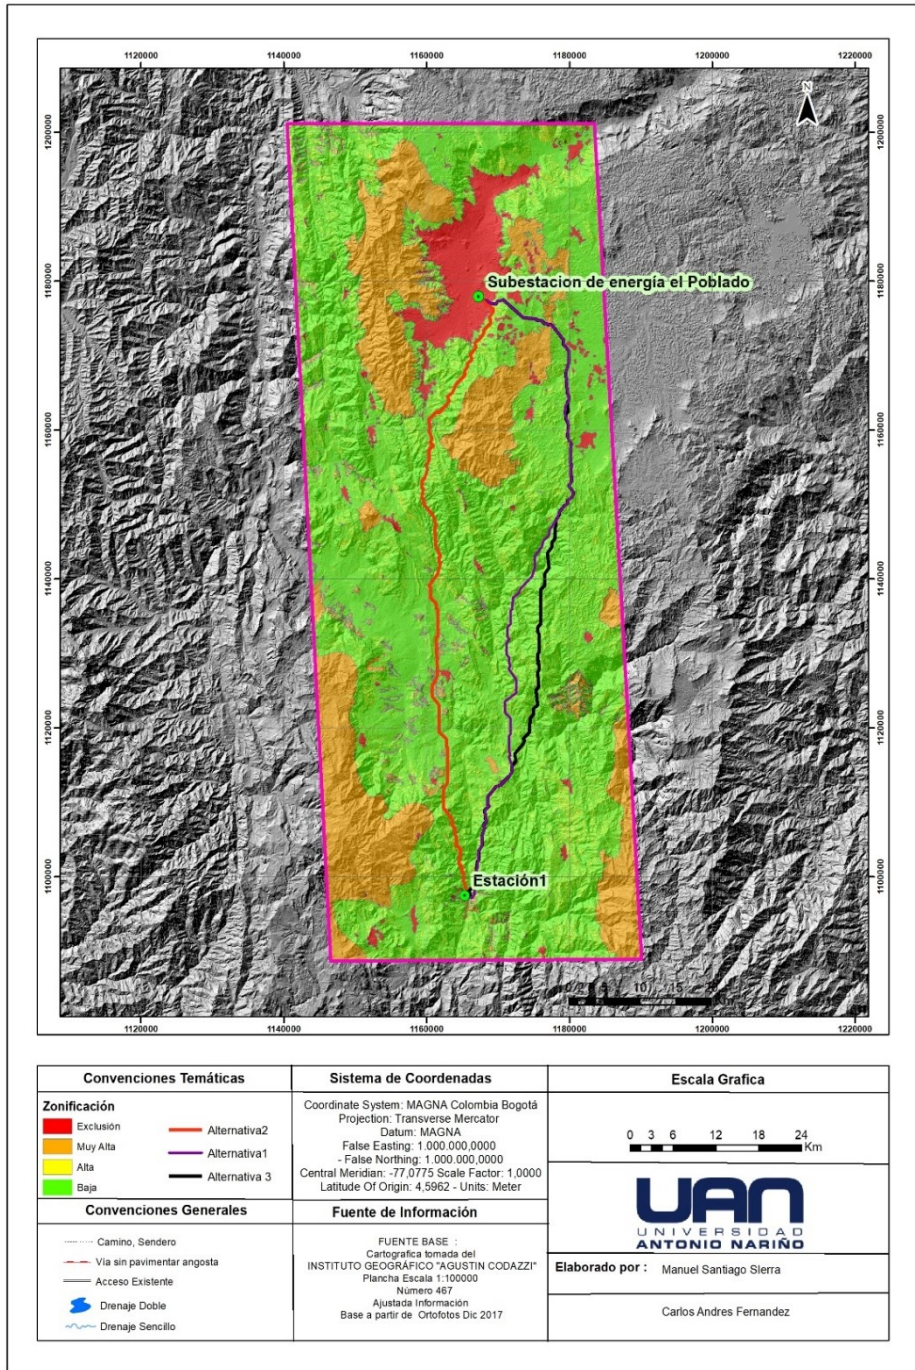 1120000 1140000 1160000 1180000 1200000 1220000
N
1200000 1200000
Subestacion de energía el Poblado
1180000 1180000
1160000 1160000
1140000 1140000
1120000 1120000
1100000 1100000
Estación1
1120000 1140000 1160000 1180000 1200000 1220000
Convenciones Temáticas
Zonificación
Exclusión
Muy Alta
Alta
Baja
Alternativa2
Alternativa1
Alternativa 3
Convenciones Generales
Camino, Sendero
Via sin pavimentar angosta
Acceso Existente
Drenaje Doble
Drenaje Sencillo
Sistema de Coordenadas
Coordinate System: MAGNA Colombia Bogotá
Projection: Transverse Mercator
Datum: MAGNA
False Easting: 1.000.000,0000
- False Northing: 1.000.000,0000
Central Meridian: -77,0775 Scale Factor: 1,0000
Latitude Of Origin: 4,5962 - Units: Meter
Fuente de Información
FUENTE BASE :
Cartografica tomada del
INSTITUTO GEOGRÁFICO "AGUSTIN CODAZZI"
Plancha Escala 1:100000
Número 467
Ajustada Información
Base a partir de Ortofotos Dic 2017
Escala Grafica
0 3 6 12 18 24
Km
UAN
UNIVERSIDAD
ANTONIO NARIÑO
Elaborado por : Manuel Santiago SIerra
Carlos Andres Fernandez